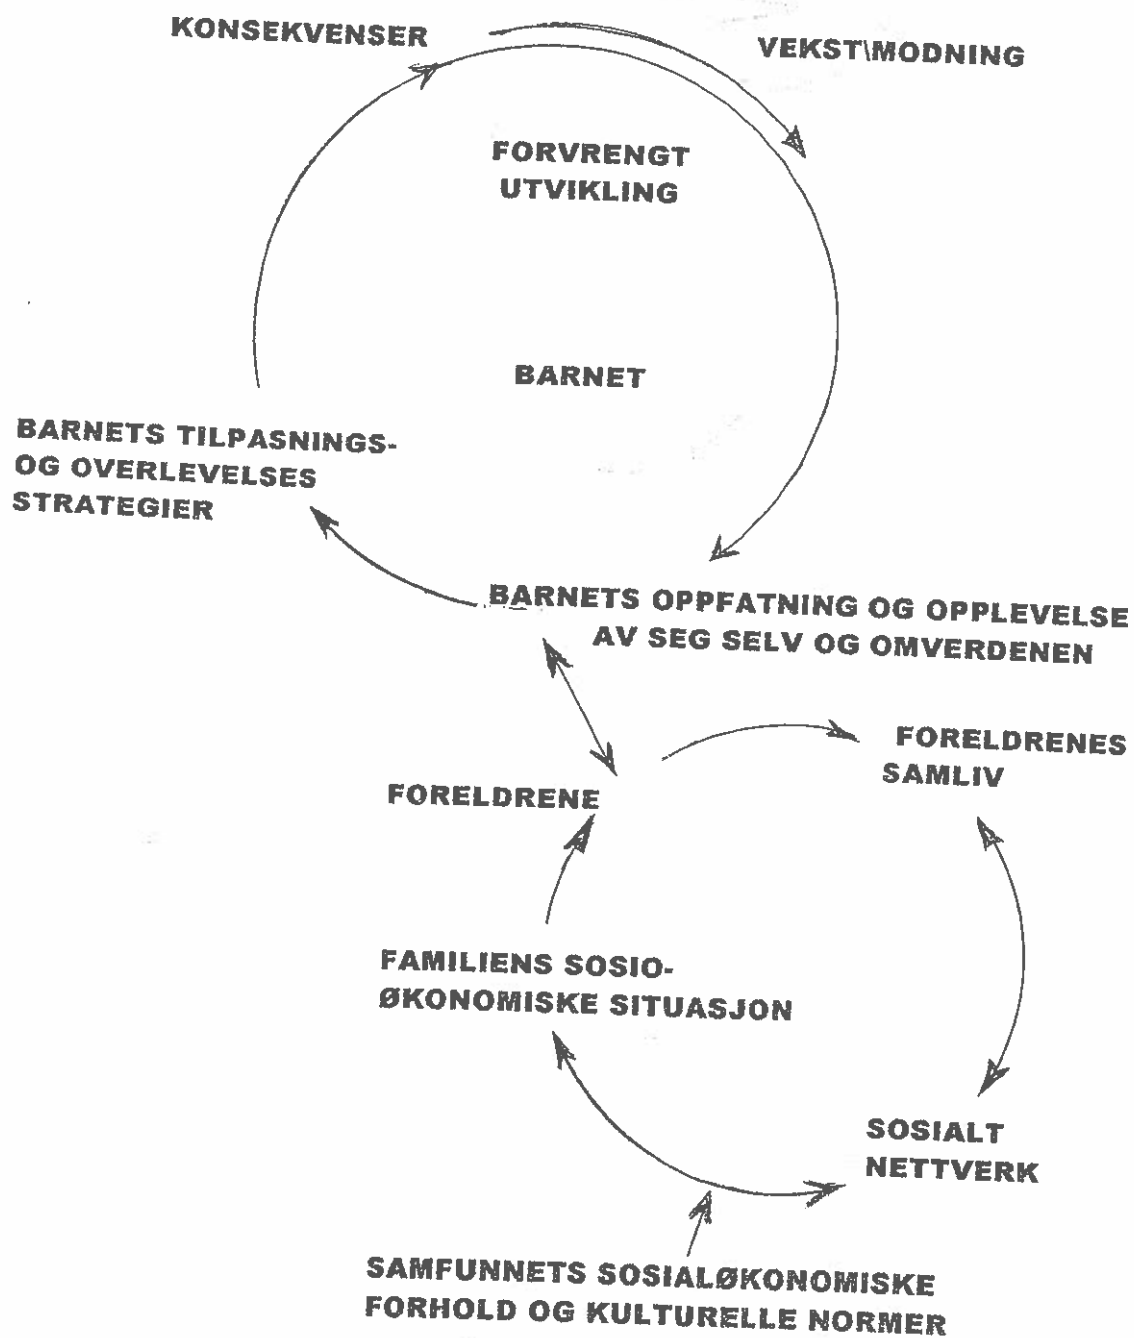 KONSEKVENSER
VEKST\MODNING
FORVRENGT
UTVIKLING
BARNET
BARNETS TILPASNINGS-
OG OVERLEVELSES
STRATEGIER
BARNETS OPPFATNING OG OPPLEVELSE
AV SEG SELV OG OMVERDENEN
FORELDRENES
SAMLIV
FORELDRENE
FAMILIENS SOSIO-
ØKONOMISKE SITUASJON
SOSIALT
NETTVERK
SAMFUNNETS SOSIALØKONOMISKE
FORHOLD OG KULTURELLE NORMER